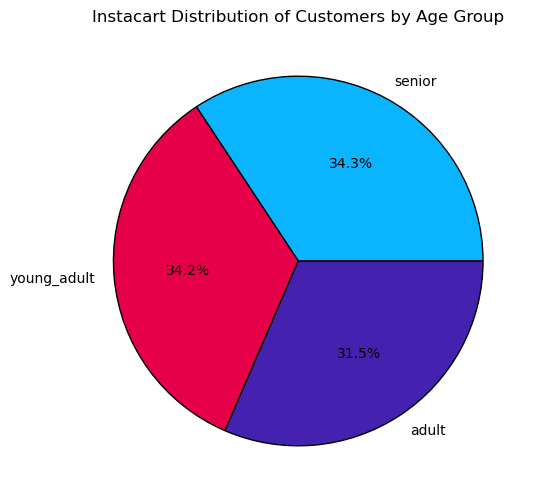 Instacart Distribution of Customers by Age Group
senior
34.3%
34.2%
young_adult
31.5%
adult